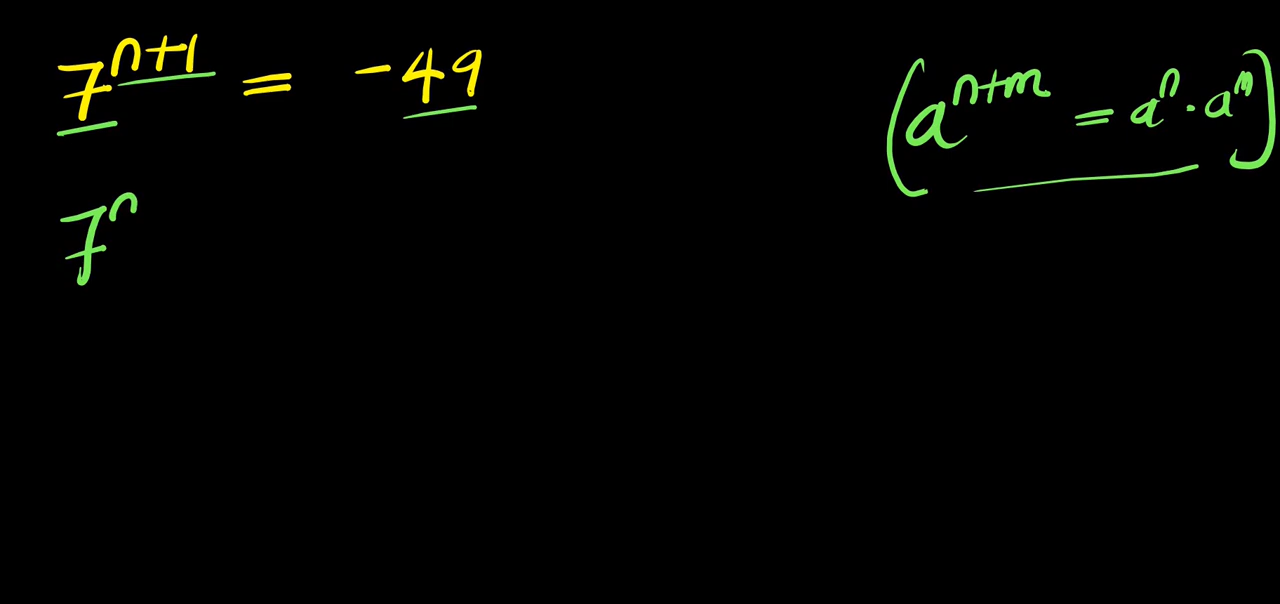 7^{n+1} = -49
(a^{n+m} = a^n · a^m)
7^n